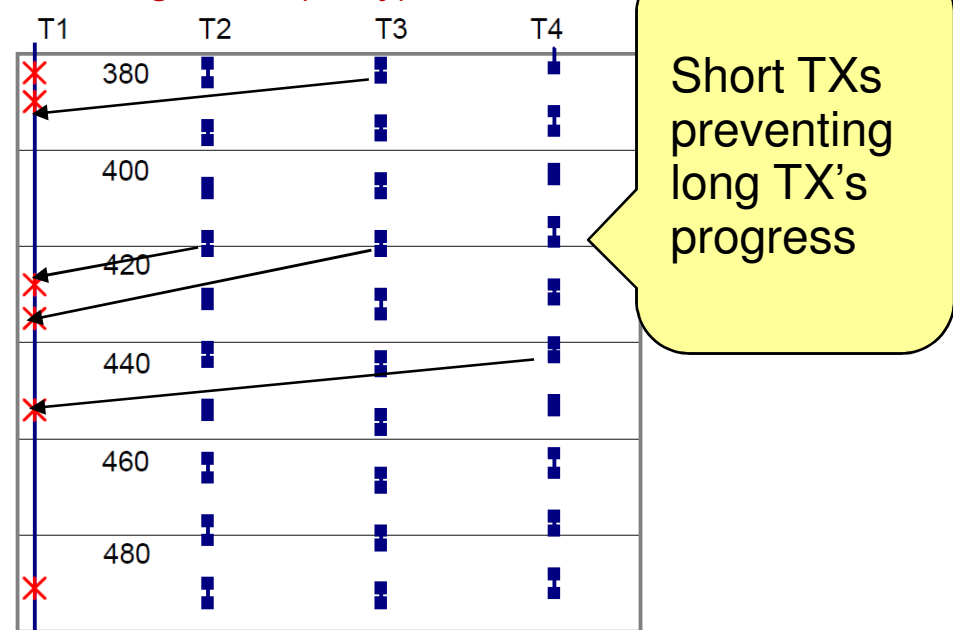 T1 T2 T3 T4
380
400
420
440
460
480
Short TXs
preventing
long TX’s
progress